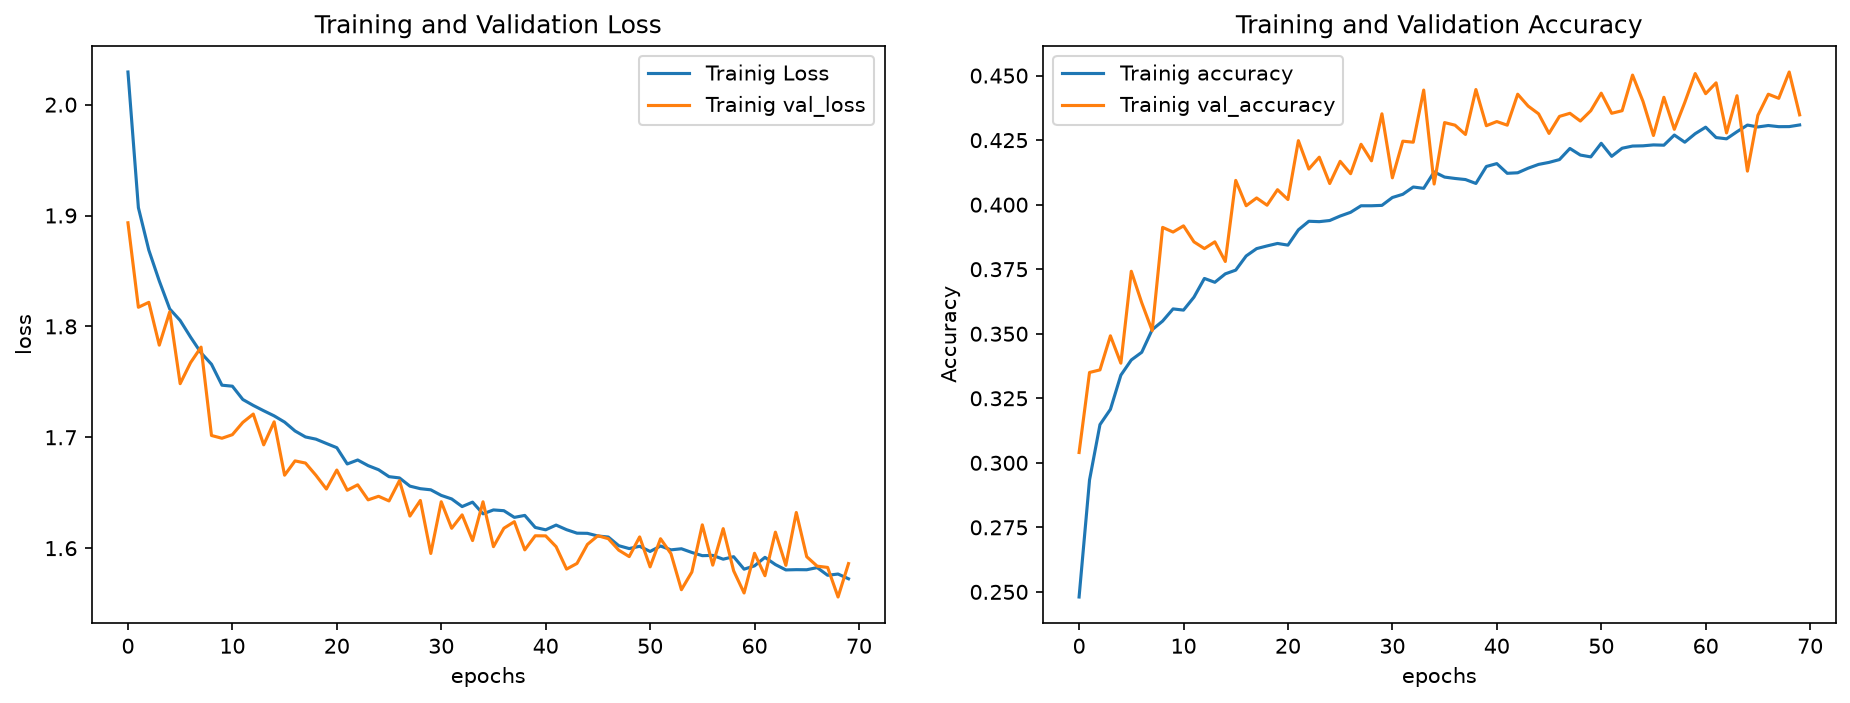 Training and Validation Loss
Trainig Loss
Trainig val_loss
loss
2.0
1.9
1.8
1.7
1.6
0 10 20 30 40 50 60 70
epochs
Training and Validation Accuracy
Trainig accuracy
Trainig val_accuracy
Accuracy
0.450
0.425
0.400
0.375
0.350
0.325
0.300
0.275
0.250
0 10 20 30 40 50 60 70
epochs